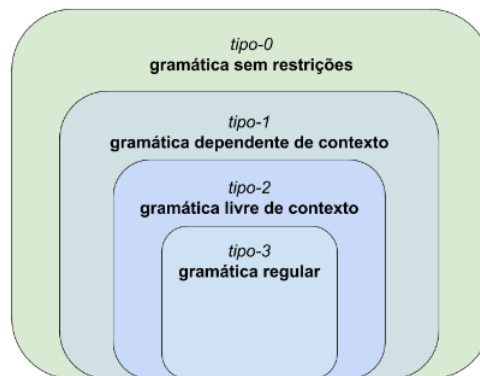 tipo-0
gramática sem restrições
tipo-1
gramática dependente de contexto
tipo-2
gramática livre de contexto
tipo-3
gramática regular